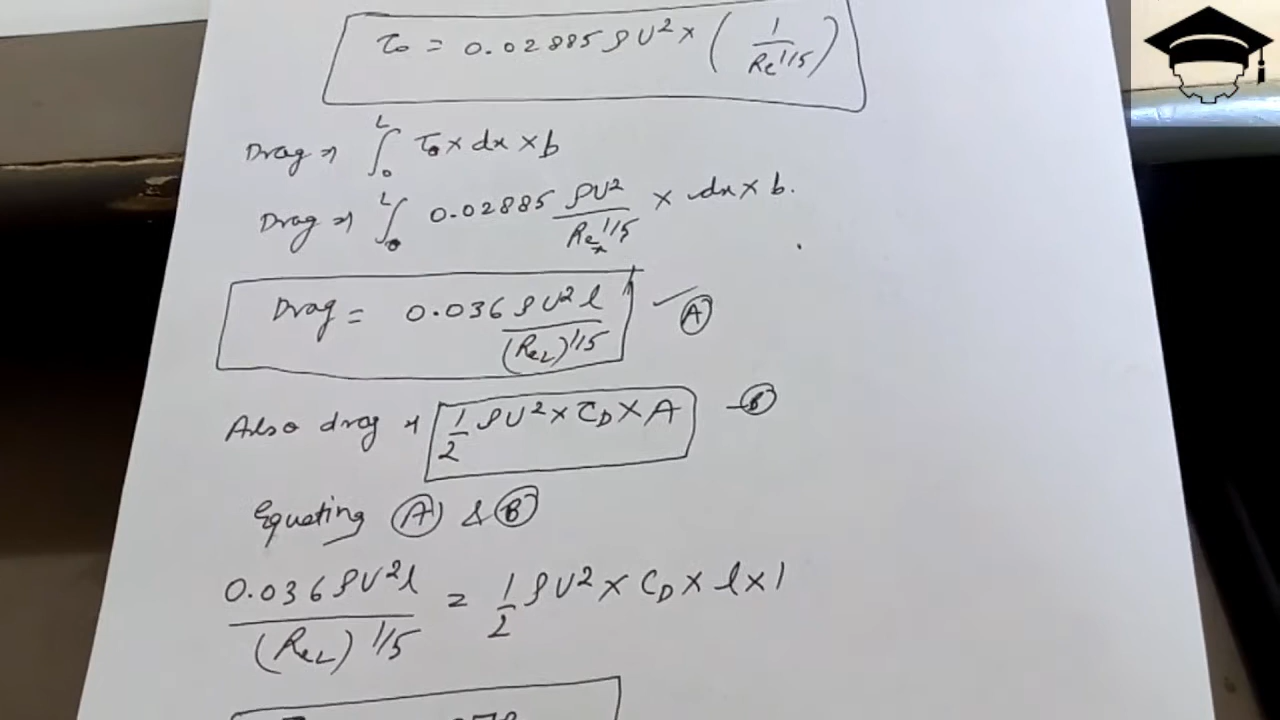 τ₀ = 0.02885 ρU² × (1/Re^1/5)
Drag ⇒ ∫₀ᴸ τ₀ × dx × b
Drag ⇒ ∫₀ᴸ 0.02885 ρU²/Reₓ^1/5 × dx × b.
Drag = 0.036 ρU²l/(Re_L)^1/5 — Ⓐ
Also drag ⇒ 1/2 ρU² × C_D × A — Ⓑ
Equating Ⓐ & Ⓑ
0.036 ρU²l/(Re_L)^1/5 = 1/2 ρU² × C_D × l × 1